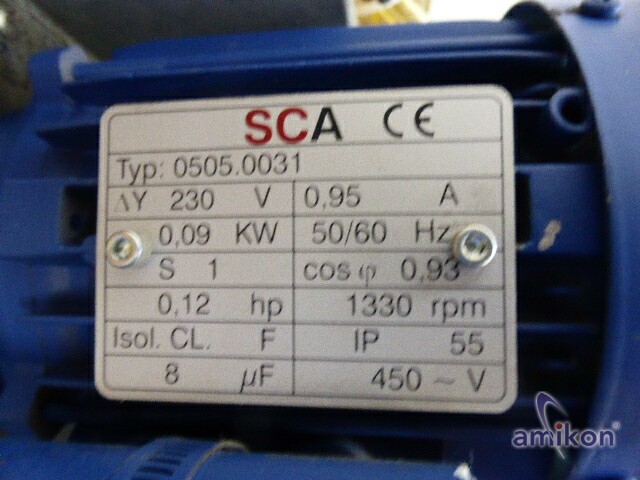 SCA CE
Typ: 0505.0031
ΔY 230 V 0,95 A
0,09 KW 50/60 Hz
S 1 cos φ 0,93
0,12 hp 1330 rpm
Isol. CL. F IP 55
8 µF 450 ~ V
amikon